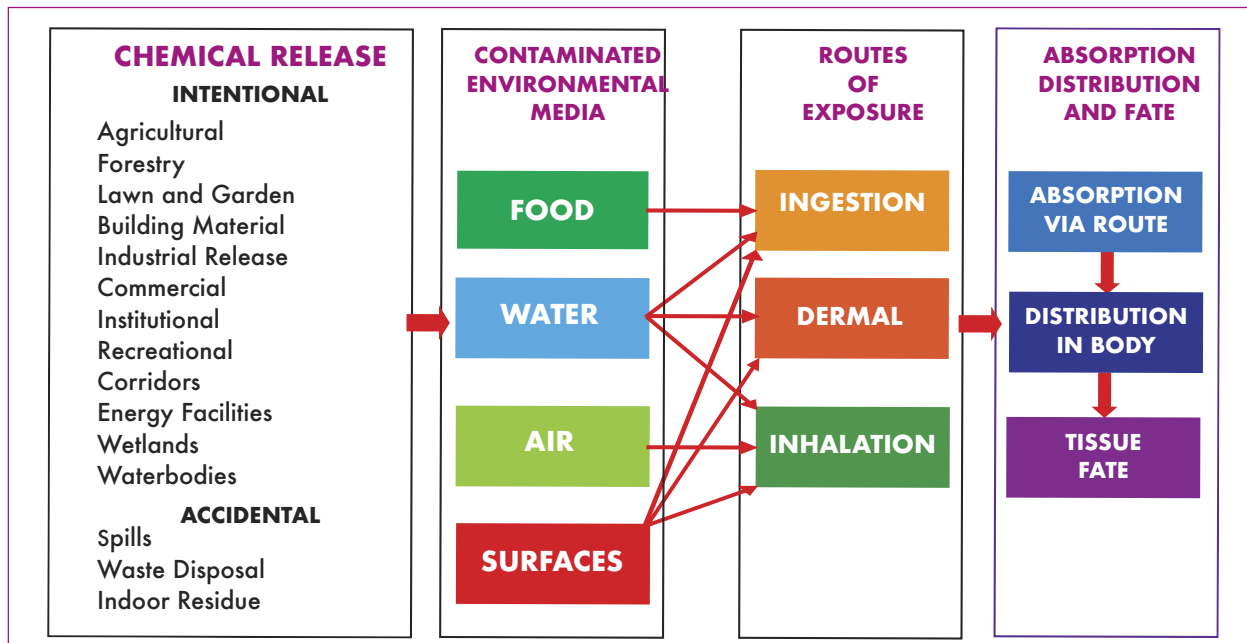 CHEMICAL RELEASE
INTENTIONAL
Agricultural
Forestry
Lawn and Garden
Building Material
Industrial Release
Commercial
Institutional
Recreational
Corridors
Energy Facilities
Wetlands
Waterbodies
ACCIDENTAL
Spills
Waste Disposal
Indoor Residue
CONTAMINATED
ENVIRONMENTAL
MEDIA
FOOD
WATER
AIR
SURFACES
ROUTES
OF
EXPOSURE
INGESTION
DERMAL
INHALATION
ABSORPTION
DISTRIBUTION
AND FATE
ABSORPTION
VIA ROUTE
DISTRIBUTION
IN BODY
TISSUE
FATE